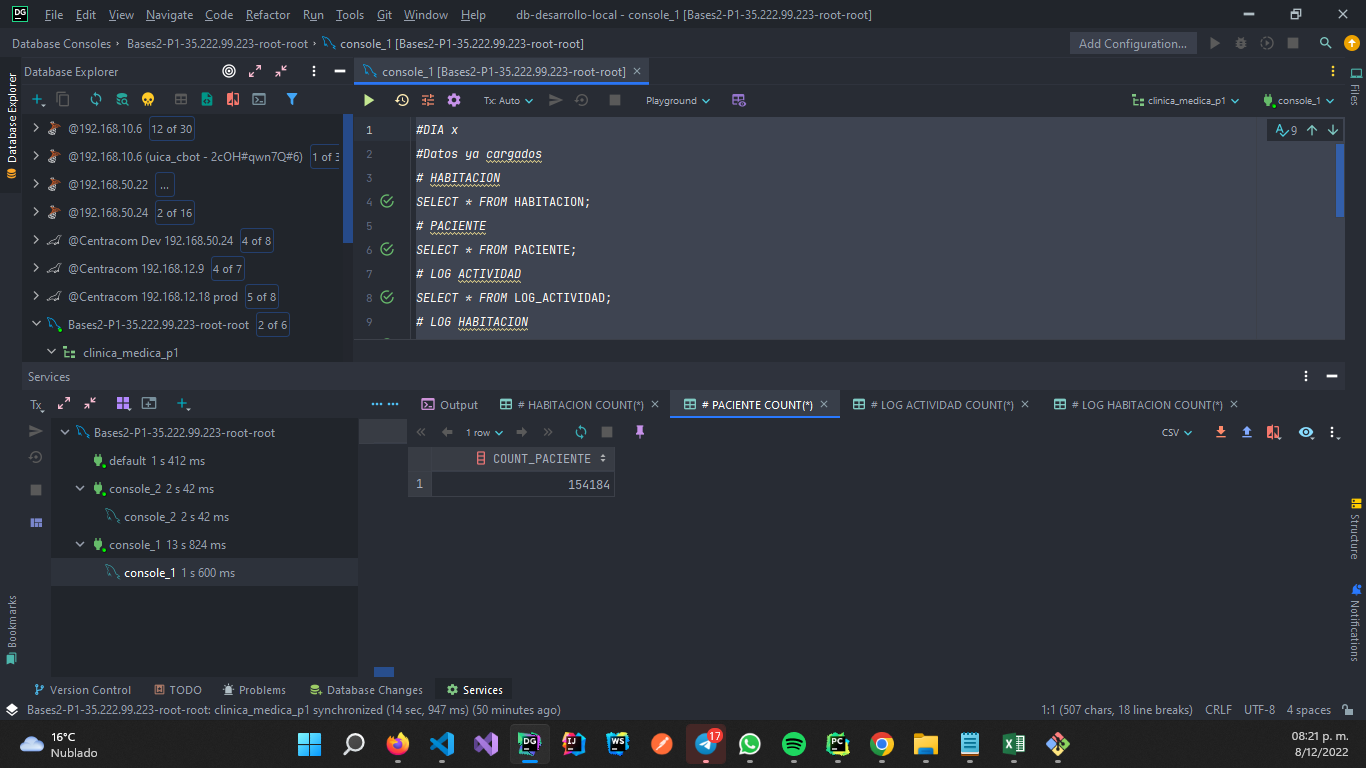 DG File Edit View Navigate Code Refactor Run Tools Git Window Help db-desarrollo-local - console_1 [Bases2-P1-35.222.99.223-root-root]
Database Consoles › Bases2-P1-35.222.99.223-root-root › console_1 [Bases2-P1-35.222.99.223-root-root] Add Configuration...
Database Explorer
Database Explorer
console_1 [Bases2-P1-35.222.99.223-root-root]
Files
Tx: Auto Playground clinica_medica_p1 console_1
@192.168.10.6 12 of 30
@192.168.10.6 (uica_cbot - 2cOH#qwn7Q#6) 1 of 3
@192.168.50.22 ...
@192.168.50.24 2 of 16
@Centracom Dev 192.168.50.24 4 of 8
@Centracom 192.168.12.9 4 of 7
@Centracom 192.168.12.18 prod 5 of 8
Bases2-P1-35.222.99.223-root-root 2 of 6
clinica_medica_p1
1 #DIA x
9
2 #Datos ya cargados
3 # HABITACION
4 SELECT * FROM HABITACION;
5 # PACIENTE
6 SELECT * FROM PACIENTE;
7 # LOG ACTIVIDAD
8 SELECT * FROM LOG_ACTIVIDAD;
9 # LOG HABITACION
Services
Tx
Bases2-P1-35.222.99.223-root-root
default 1 s 412 ms
console_2 2 s 42 ms
console_2 2 s 42 ms
console_1 13 s 824 ms
console_1 1 s 600 ms
Output # HABITACION COUNT(*) # PACIENTE COUNT(*) # LOG ACTIVIDAD COUNT(*) # LOG HABITACION COUNT(*)
1 row CSV
COUNT_PACIENTE
1 154184
Structure
Notifications
Bookmarks
Version Control TODO Problems Database Changes Services
Bases2-P1-35.222.99.223-root-root: clinica_medica_p1 synchronized (14 sec, 947 ms) (50 minutes ago) 1:1 (507 chars, 18 line breaks) CRLF UTF-8 4 spaces
16°C
Nublado
DG IJ WS 17 PC
08:21 p. m.
8/12/2022